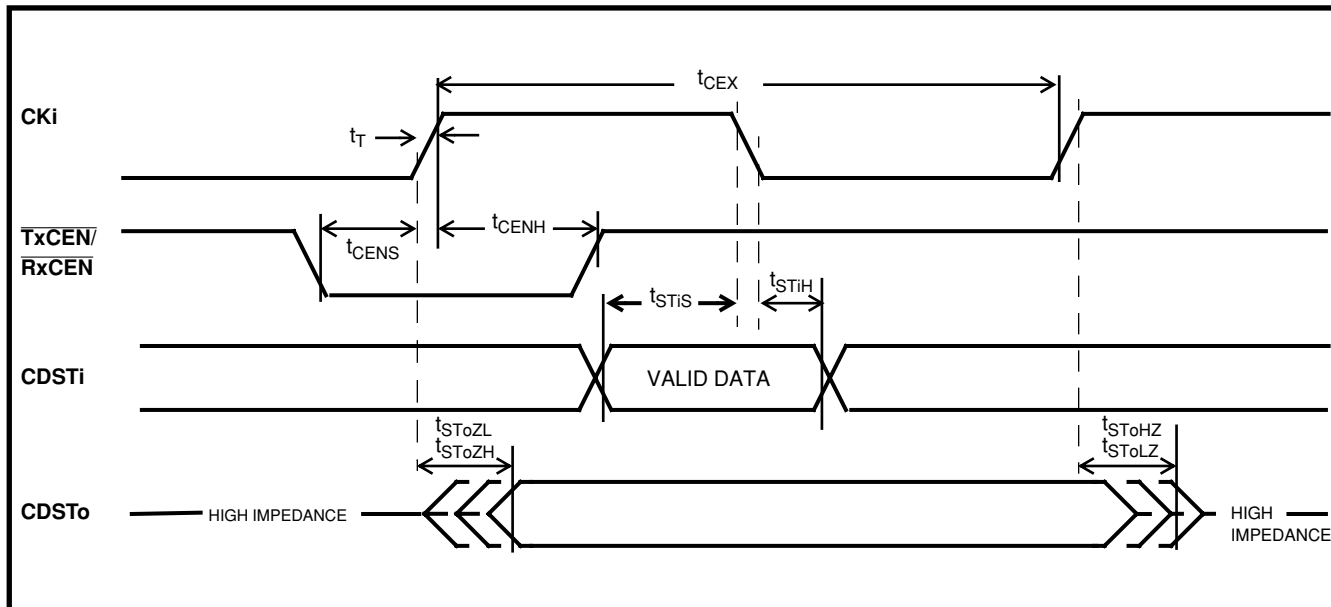 tCEX
CKi
tT
TxCEN/
RxCEN
tCENS
tCENH
tSTiS
tSTiH
CDSTi
VALID DATA
tSToZL
tSToZH
tSToHZ
tSToLZ
CDSTo
HIGH IMPEDANCE
HIGH
IMPEDANCE